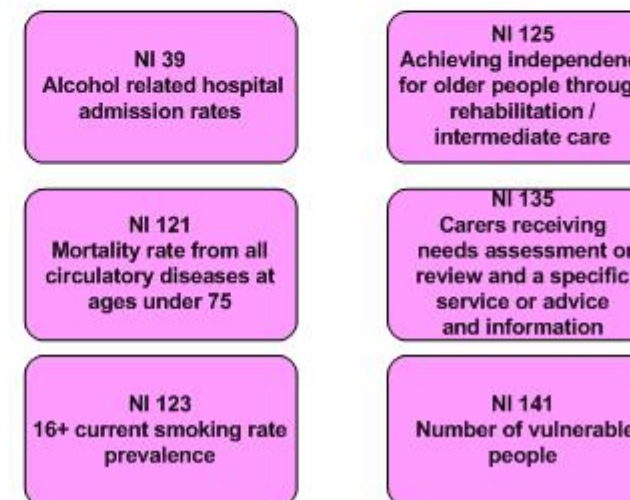 NI 39
Alcohol related hospital
admission rates
NI 121
Mortality rate from all
circulatory diseases at
ages under 75
NI 123
16+ current smoking rate
prevalence
NI 125
Achieving independenc
for older people throug
rehabilitation /
intermediate care
NI 135
Carers receiving
needs assessment or
review and a specific
service or advice
and information
NI 141
Number of vulnerable
people